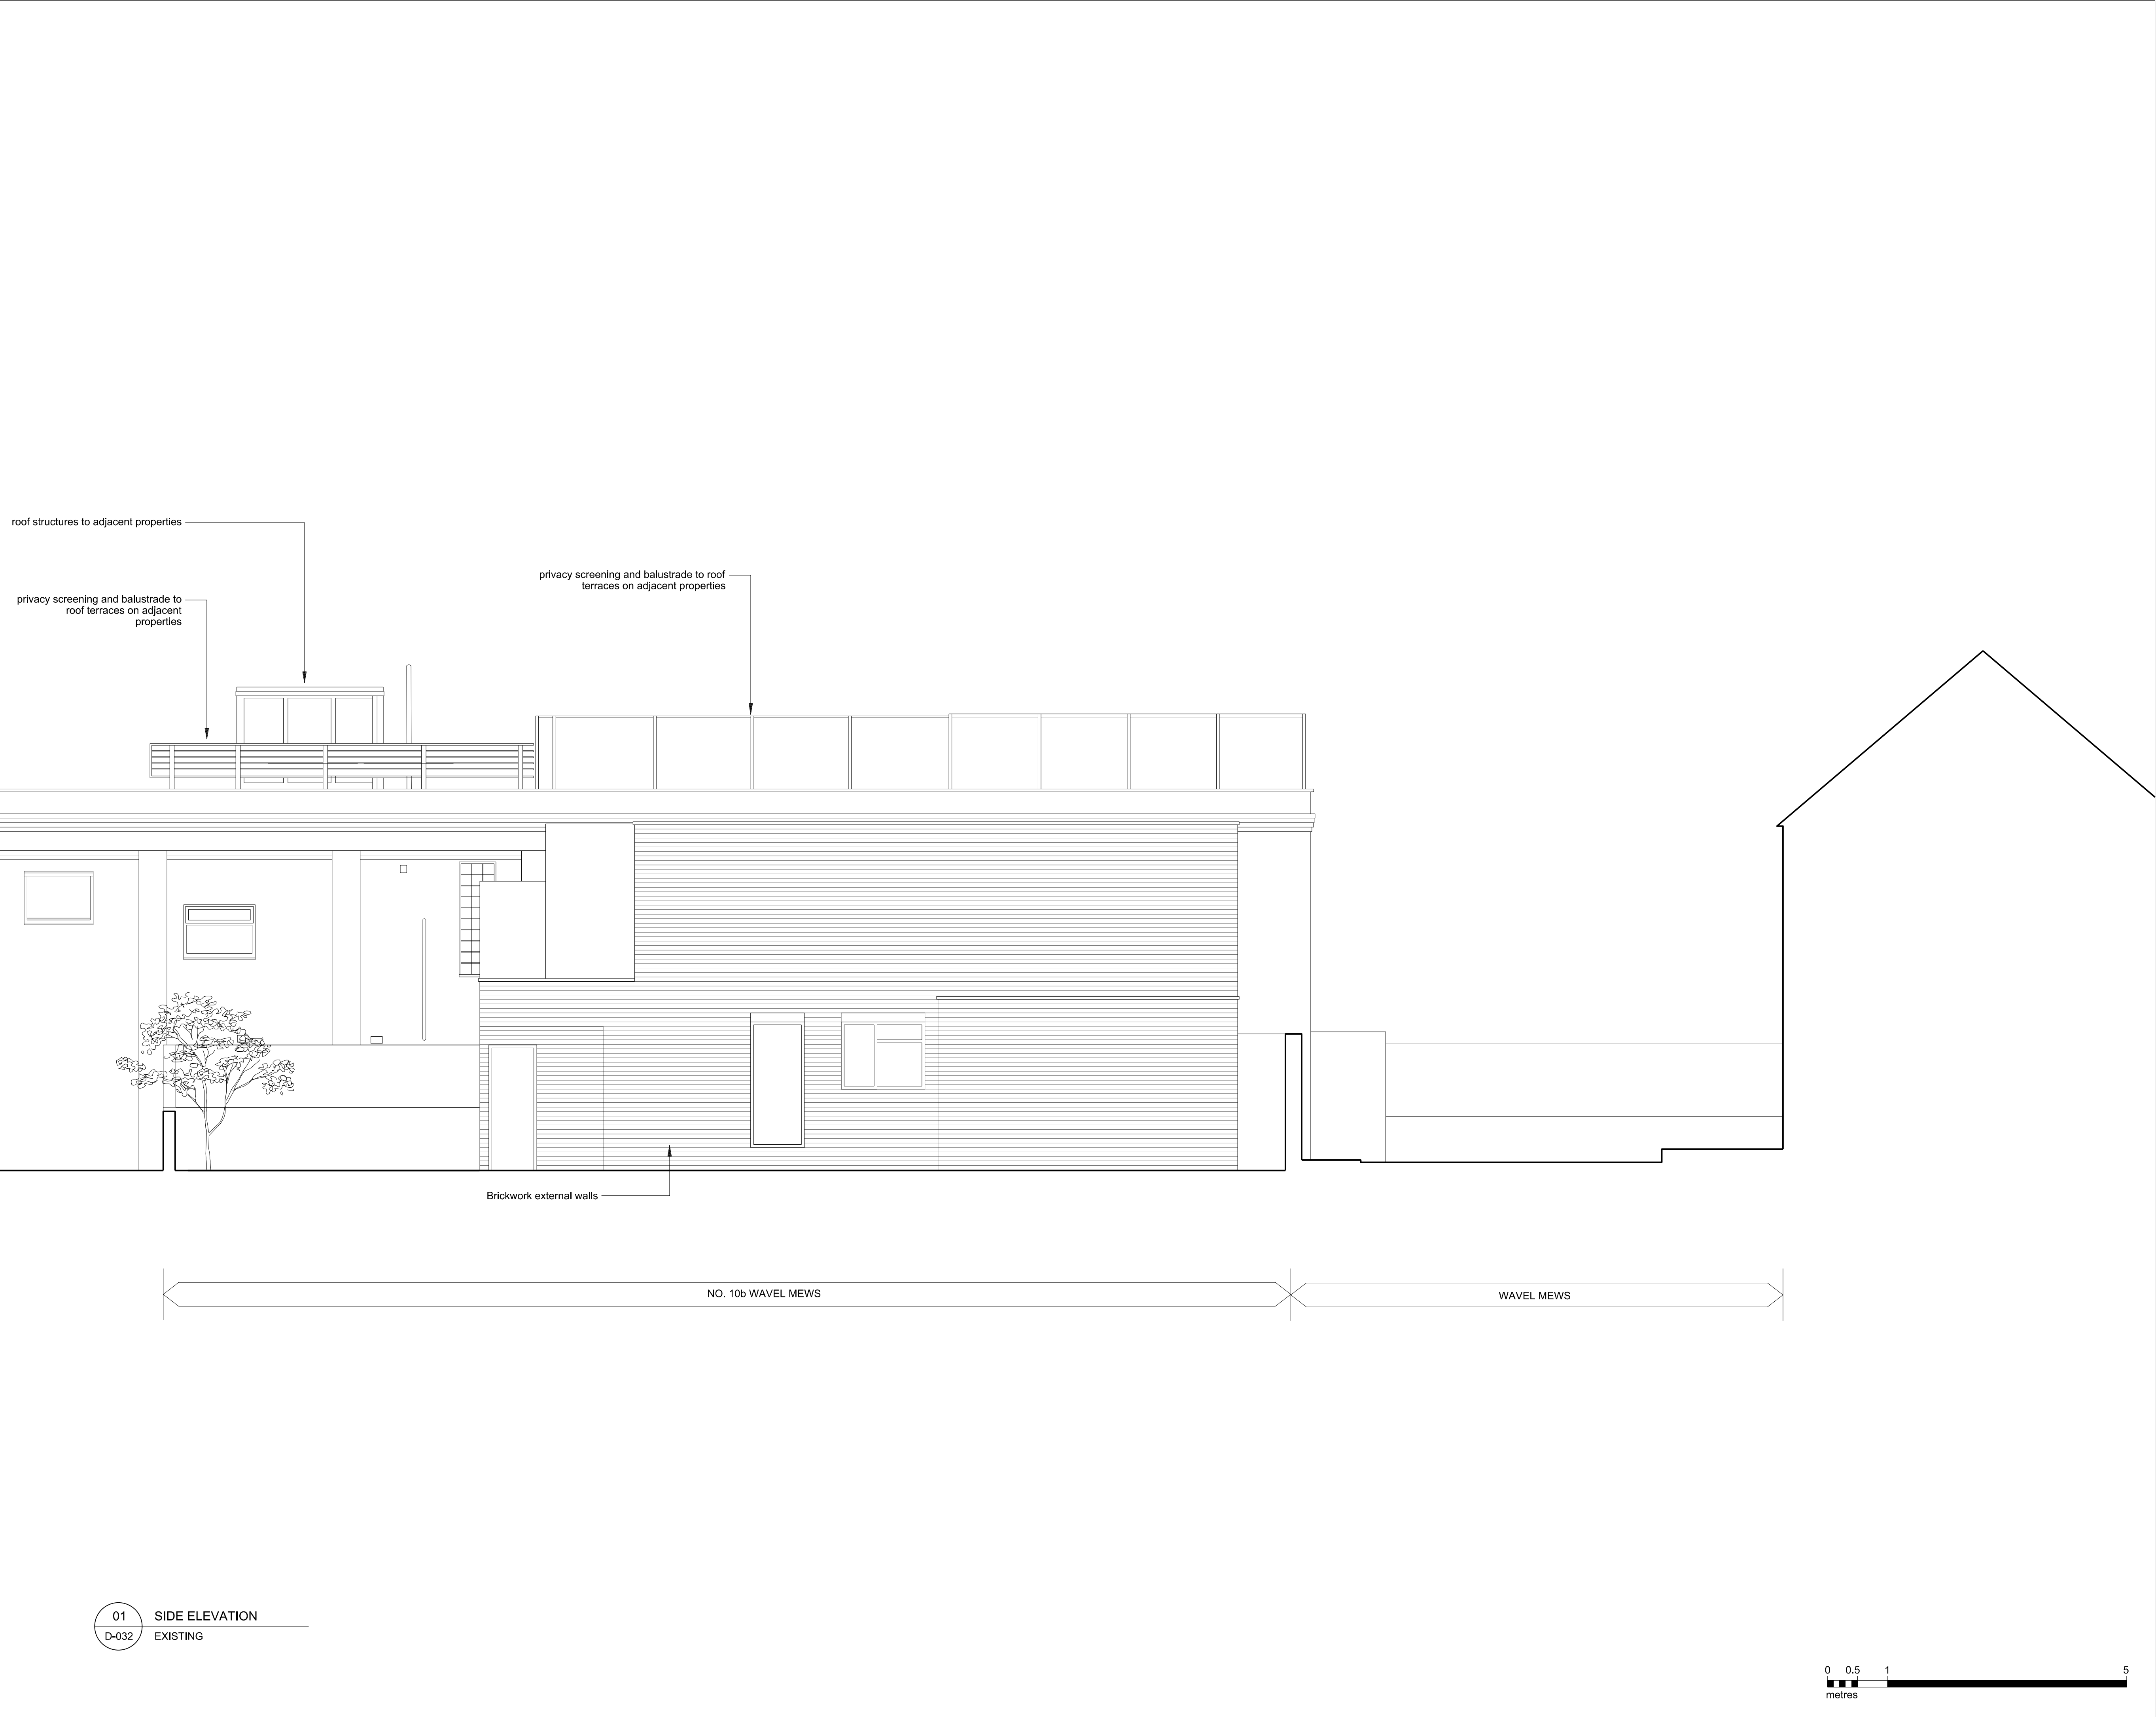 roof structures to adjacent properties
privacy screening and balustrade to roof
terraces on adjacent properties
privacy screening and balustrade to
roof terraces on adjacent
properties
Brickwork external walls
NO. 10b WAVEL MEWS
WAVEL MEWS
01
SIDE ELEVATION
D-032
EXISTING
0 0.5 1 5
metres